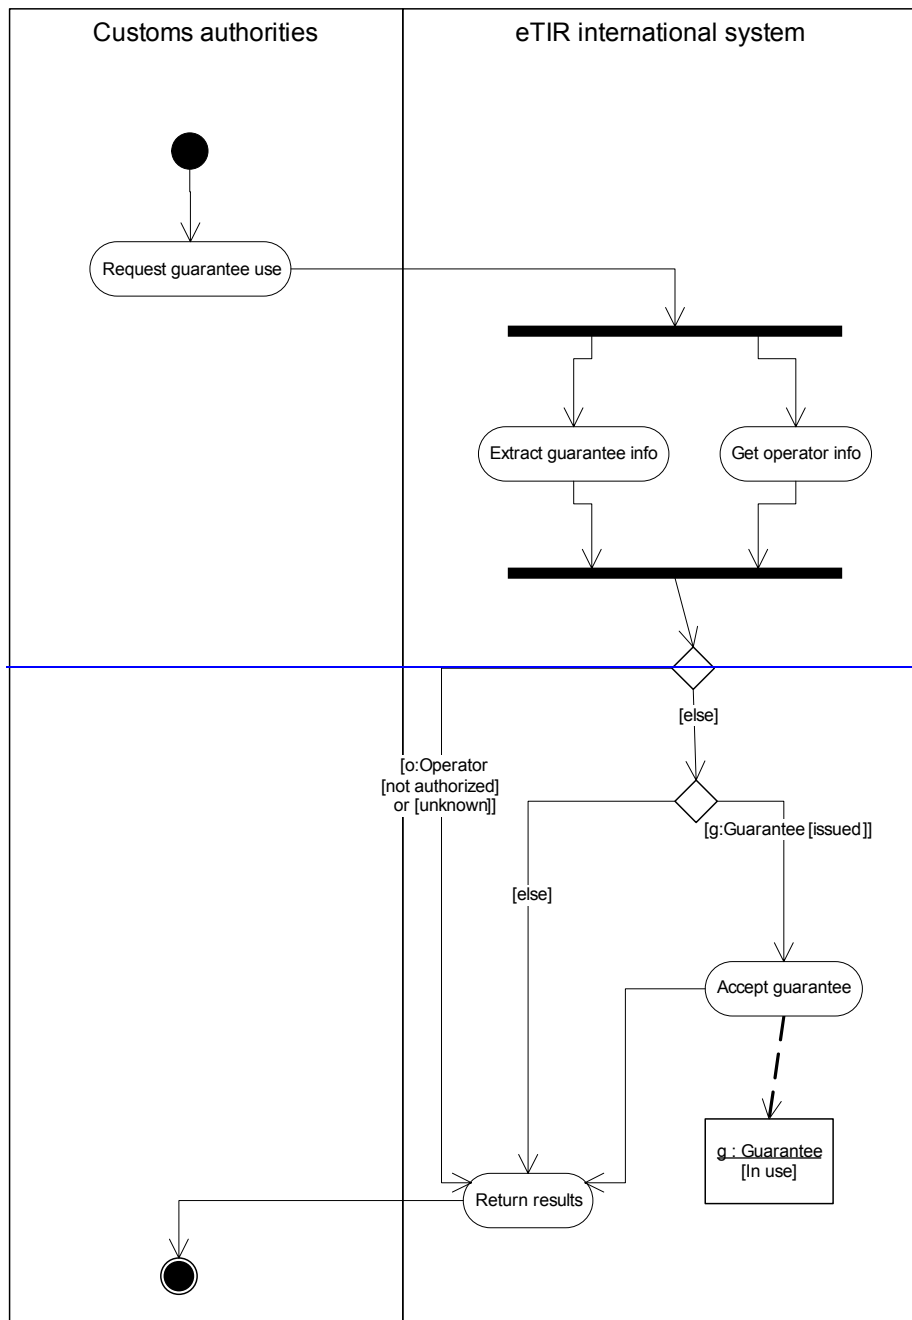 Customs authorities
eTIR international system
Request guarantee use
Extract guarantee info
Get operator info
[else]
[o:Operator
[not authorized]
or [unknown]]
[g:Guarantee [issued]]
[else]
Accept guarantee
g : Guarantee
[In use]
Return results